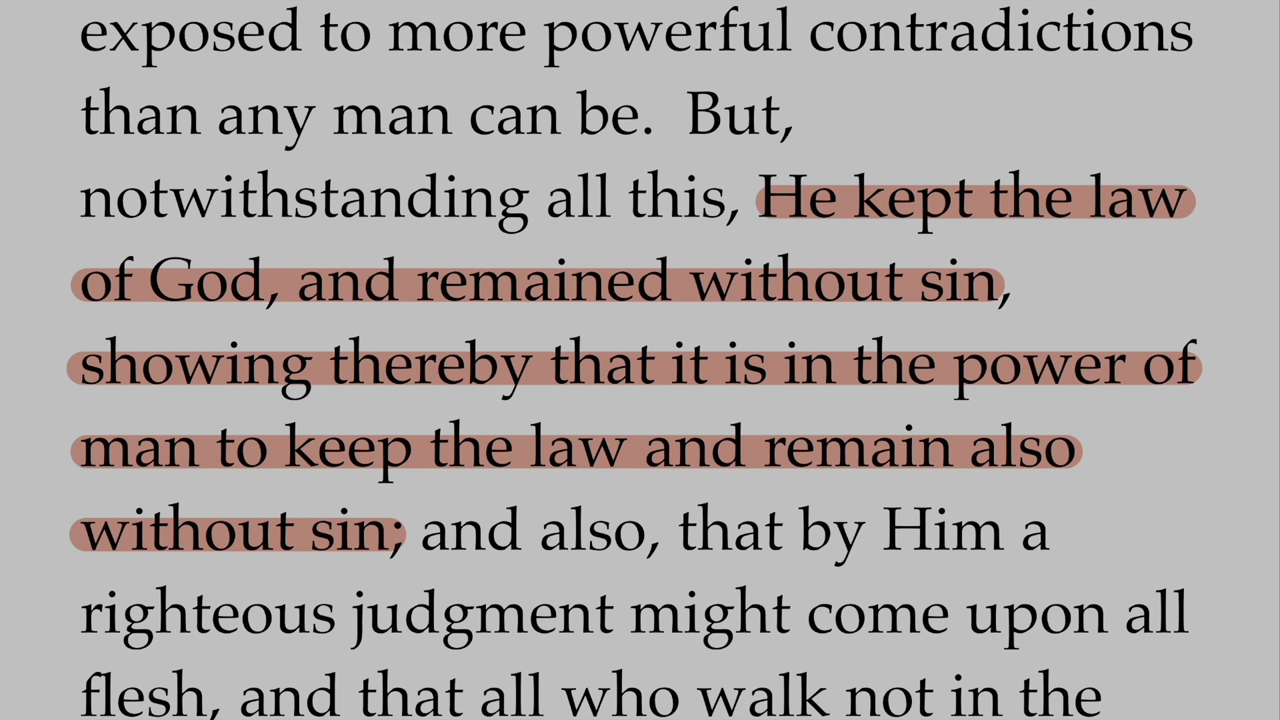 exposed to more powerful contradictions
than any man can be.  But,
notwithstanding all this, He kept the law
of God, and remained without sin,
showing thereby that it is in the power of
man to keep the law and remain also
without sin; and also, that by Him a
righteous judgment might come upon all
flesh, and that all who walk not in the